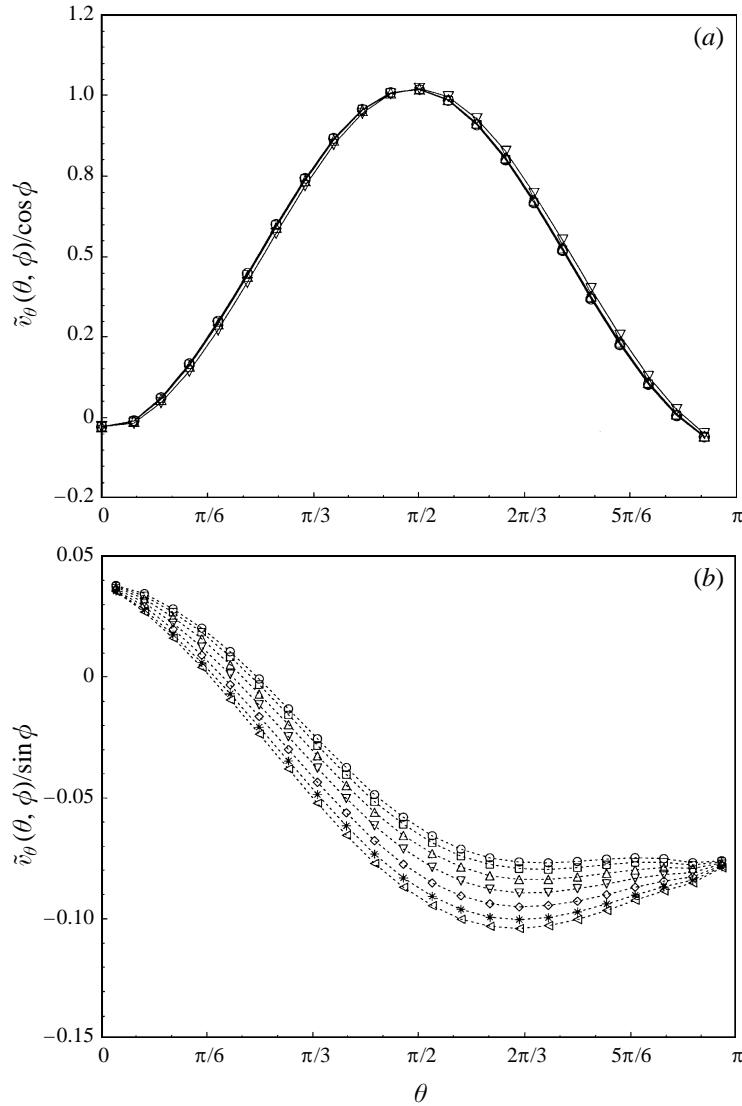 1.2
(a)
1.0
0.8
0.5
0.2
0
–0.2
ṽθ(θ, ϕ)/cos ϕ
0 π/6 π/3 π/2 2π/3 5π/6 π
0.05
(b)
0
–0.05
–0.10
–0.15
ṽθ(θ, ϕ)/sin ϕ
0 π/6 π/3 π/2 2π/3 5π/6 π
θ